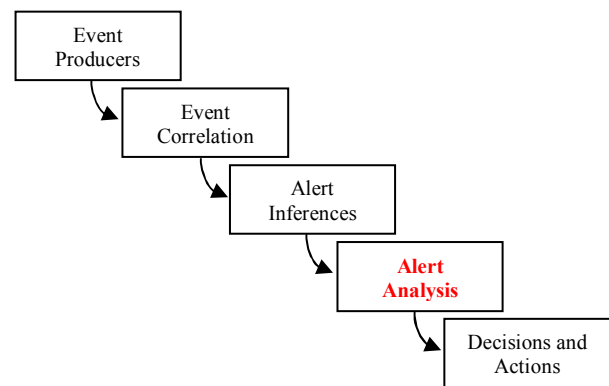 Event
Producers
Event
Correlation
Alert
Inferences
Alert
Analysis
Decisions and
Actions